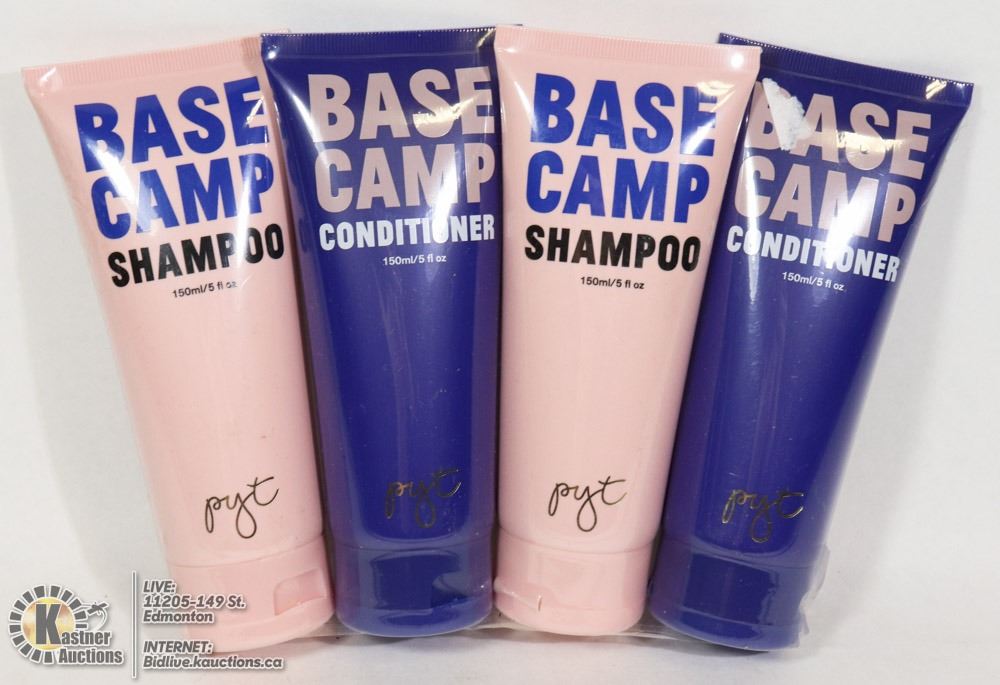 BASE
CAMP
SHAMPOO
150ml/5 fl oz
pyt
BASE
CAMP
CONDITIONER
150ml/5 fl oz
pyt
BASE
CAMP
SHAMPOO
150ml/5 fl oz
pyt
BASE
CAMP
CONDITIONER
150ml/5 fl oz
pyt
Kastner
Auctions
LIVE:
11205-149 St.
Edmonton
INTERNET:
Bidlive.kauctions.ca